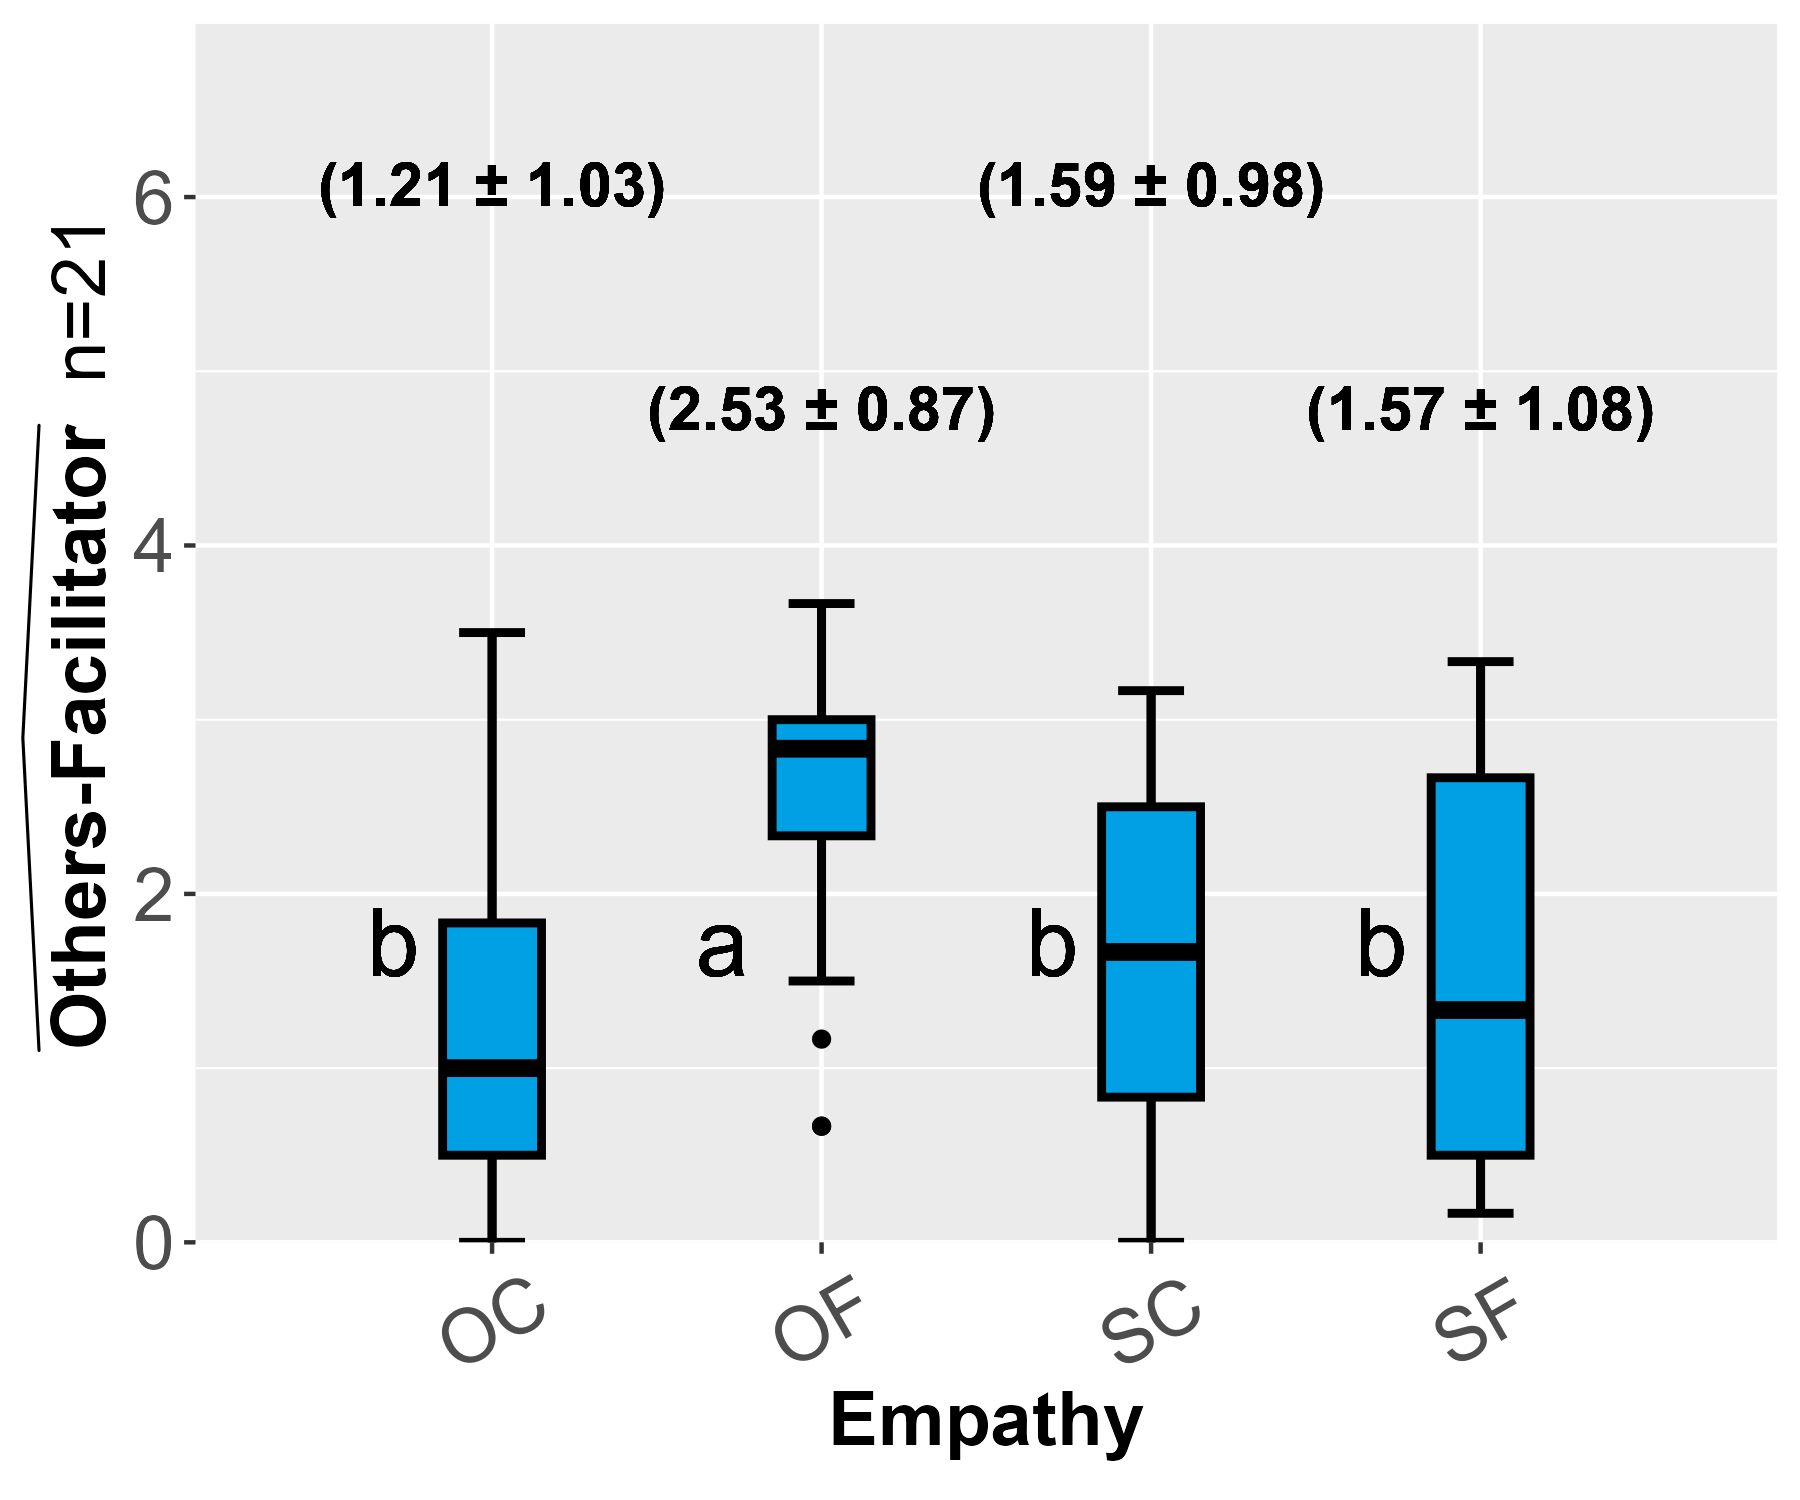 Others-Facilitator n=21
6
4
2
0
(1.21 ± 1.03)
(1.59 ± 0.98)
(2.53 ± 0.87)
(1.57 ± 1.08)
b
a
b
b
OC
OF
SC
SF
Empathy